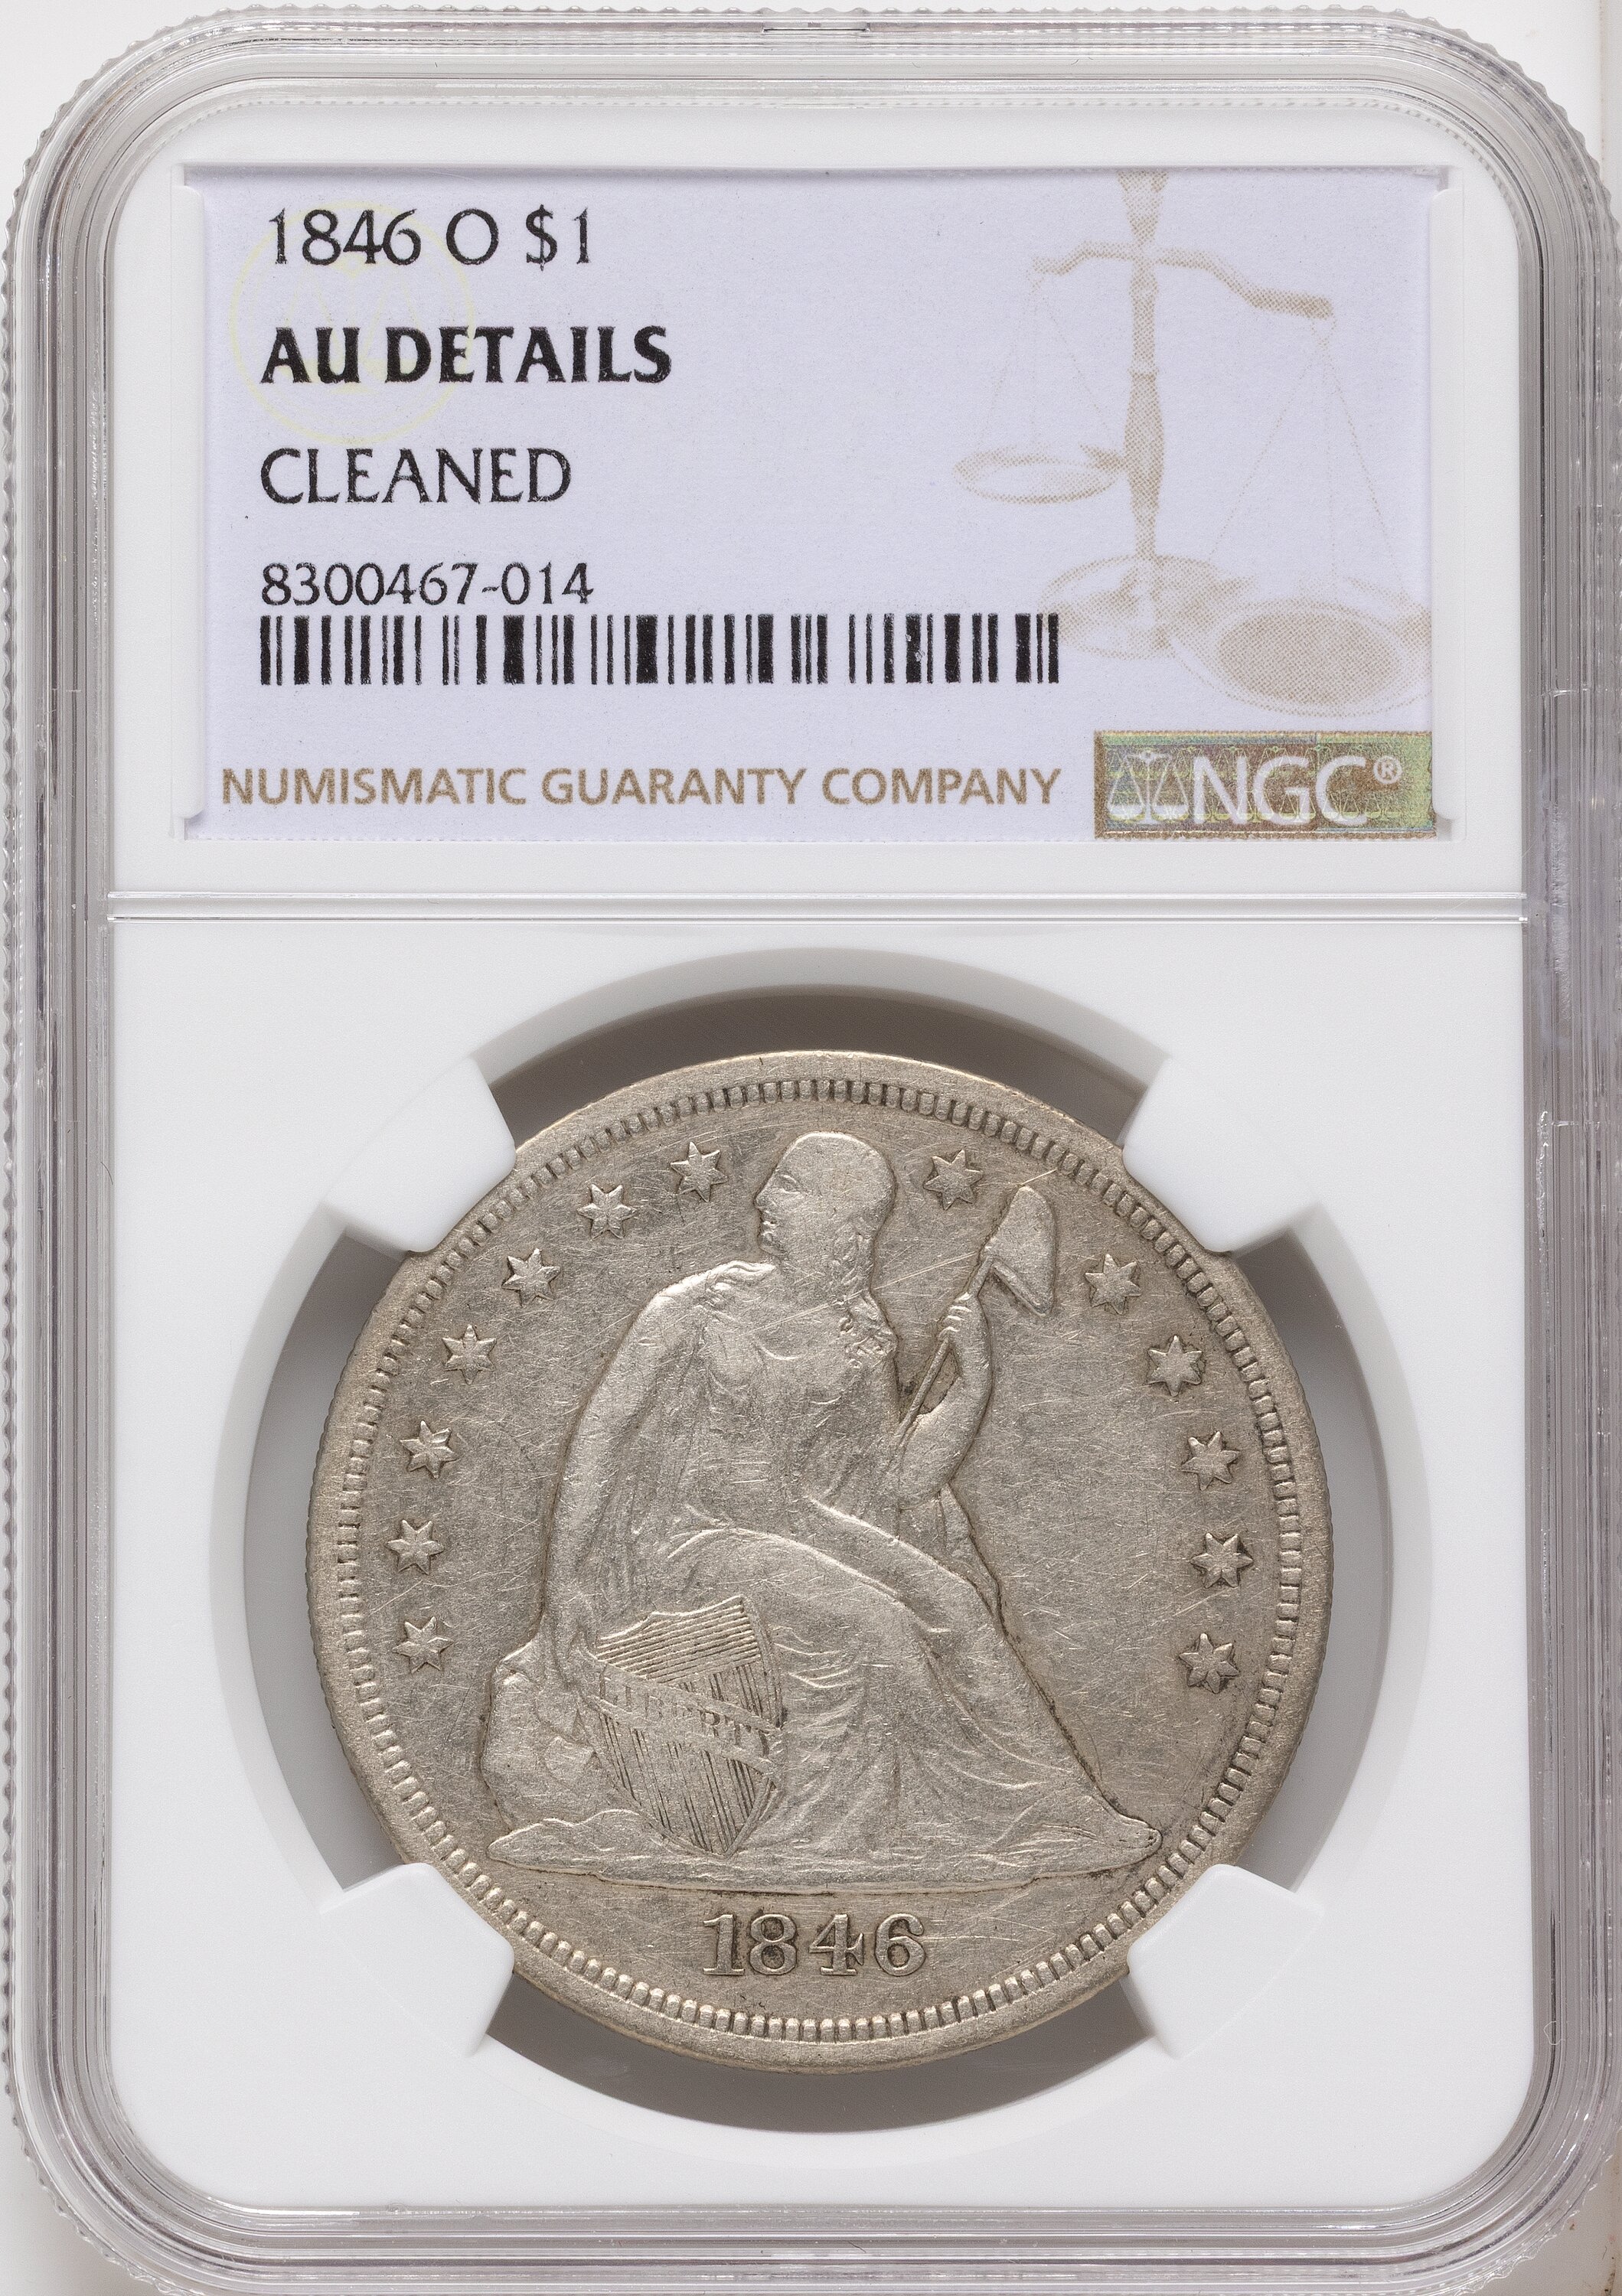 1846 O $1
AU DETAILS
CLEANED
8300467-014
NUMISMATIC GUARANTY COMPANY
NGC®
LIBERTY
1846